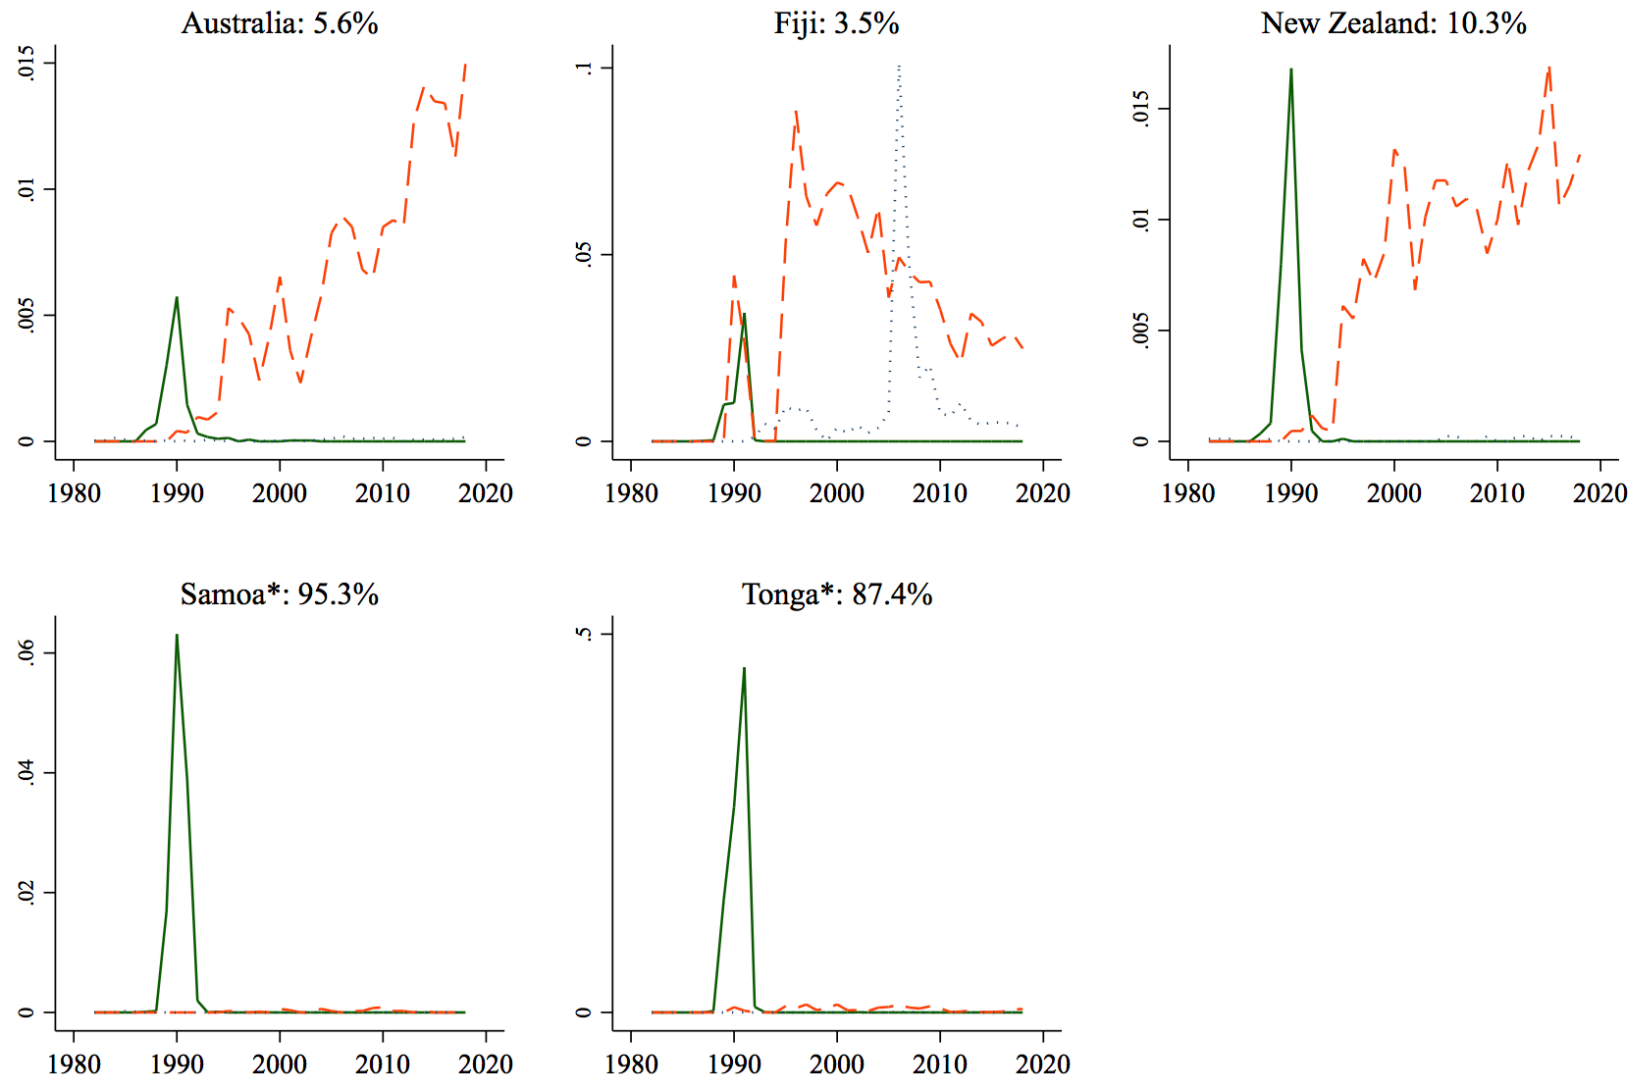 Australia: 5.6%
.015
.01
.005
0
1980 1990 2000 2010 2020
Fiji: 3.5%
.1
.05
0
1980 1990 2000 2010 2020
New Zealand: 10.3%
.015
.01
.005
0
1980 1990 2000 2010 2020
Samoa*: 95.3%
.06
.04
.02
0
1980 1990 2000 2010 2020
Tonga*: 87.4%
.5
0
1980 1990 2000 2010 2020